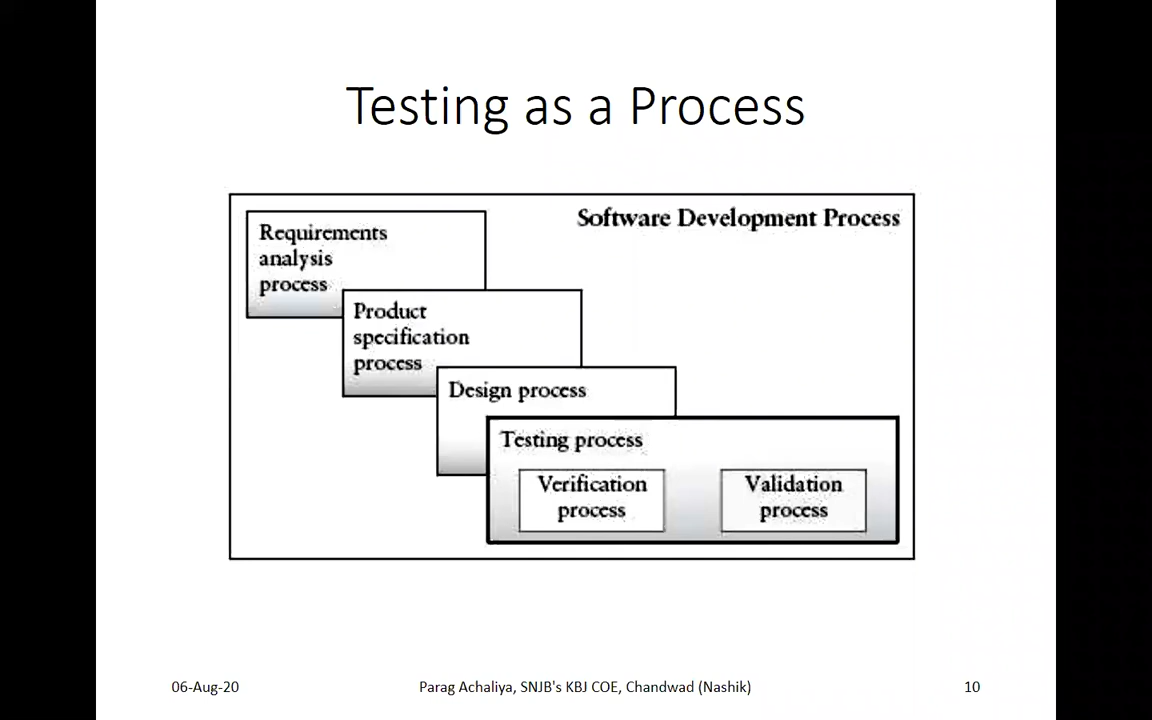 Testing as a Process
Software Development Process
Requirements
analysis
process
Product
specification
process
Design process
Testing process
Verification
process
Validation
process
06-Aug-20
Parag Achaliya, SNJB's KBJ COE, Chandwad (Nashik)
10